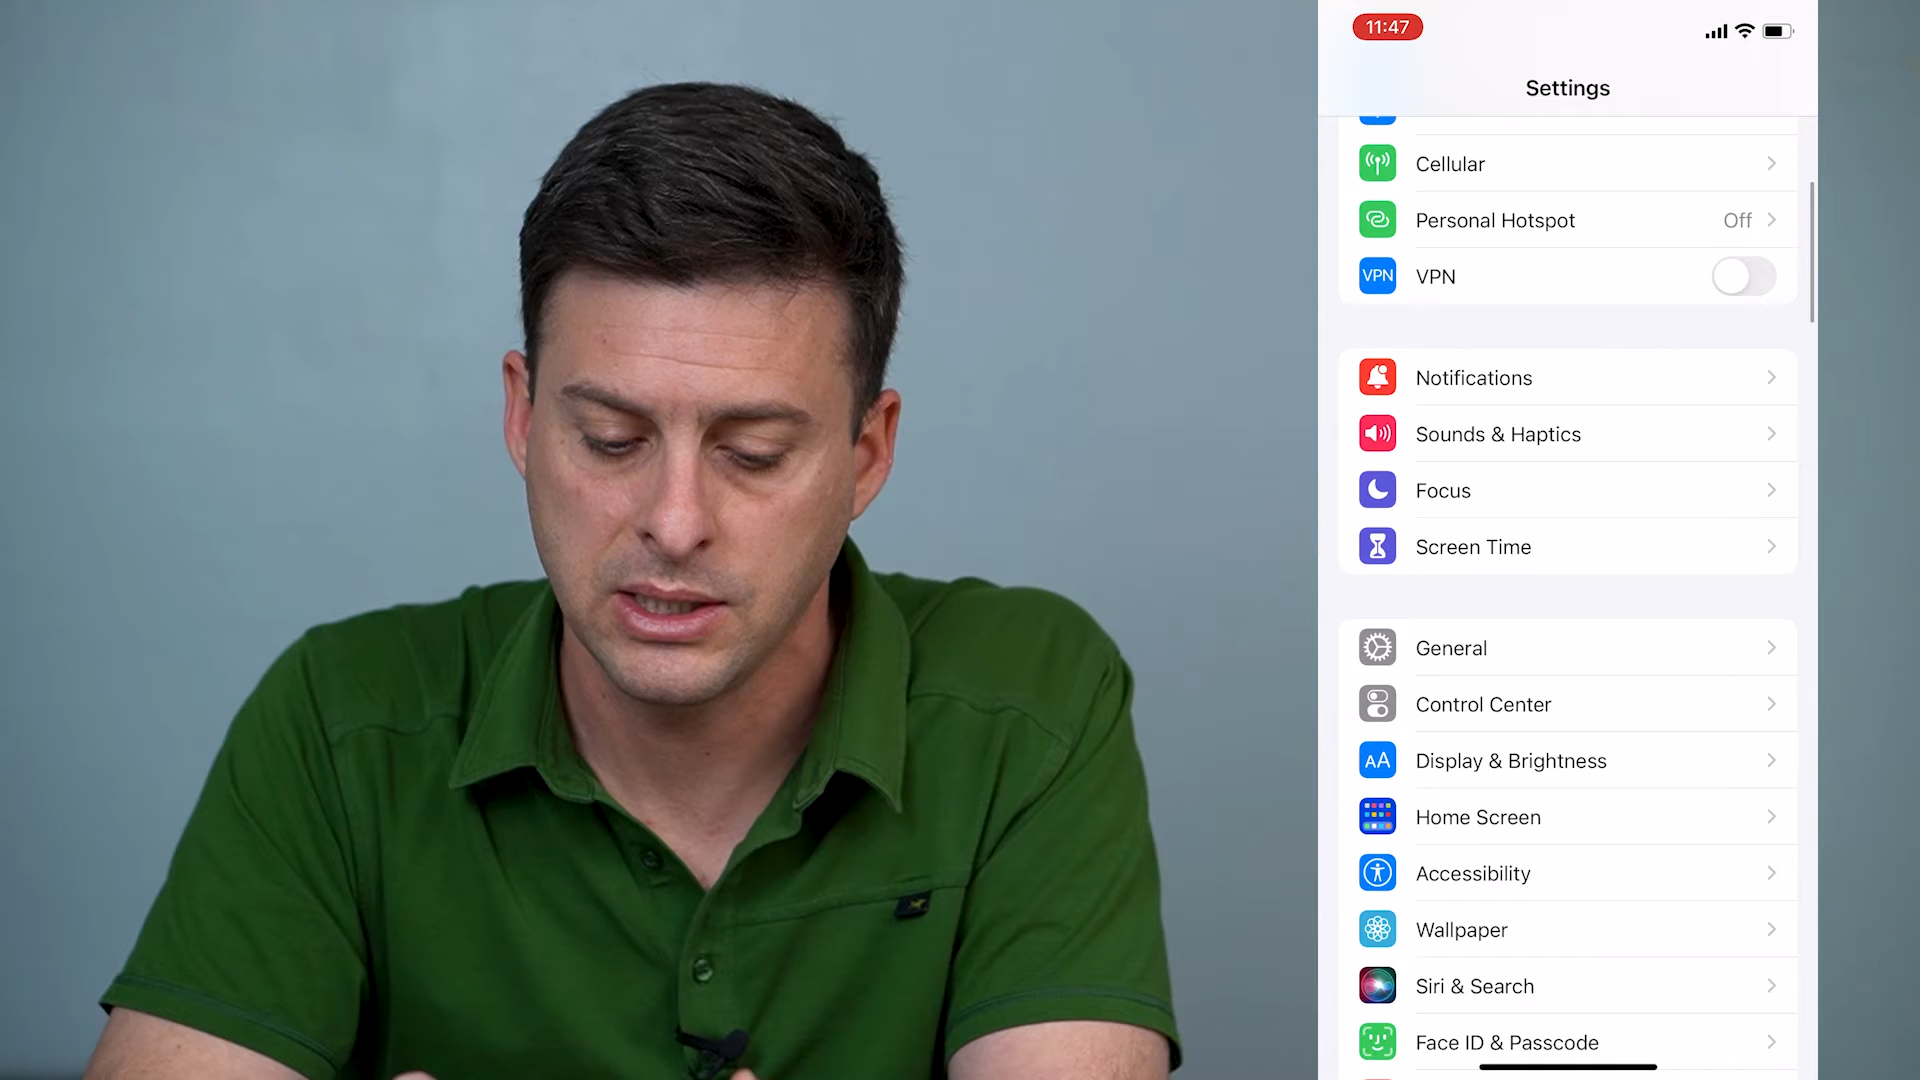 11:47
Settings
Cellular
Personal Hotspot Off
VPN VPN
Notifications
Sounds & Haptics
Focus
Screen Time
General
Control Center
AA Display & Brightness
Home Screen
Accessibility
Wallpaper
Siri & Search
Face ID & Passcode